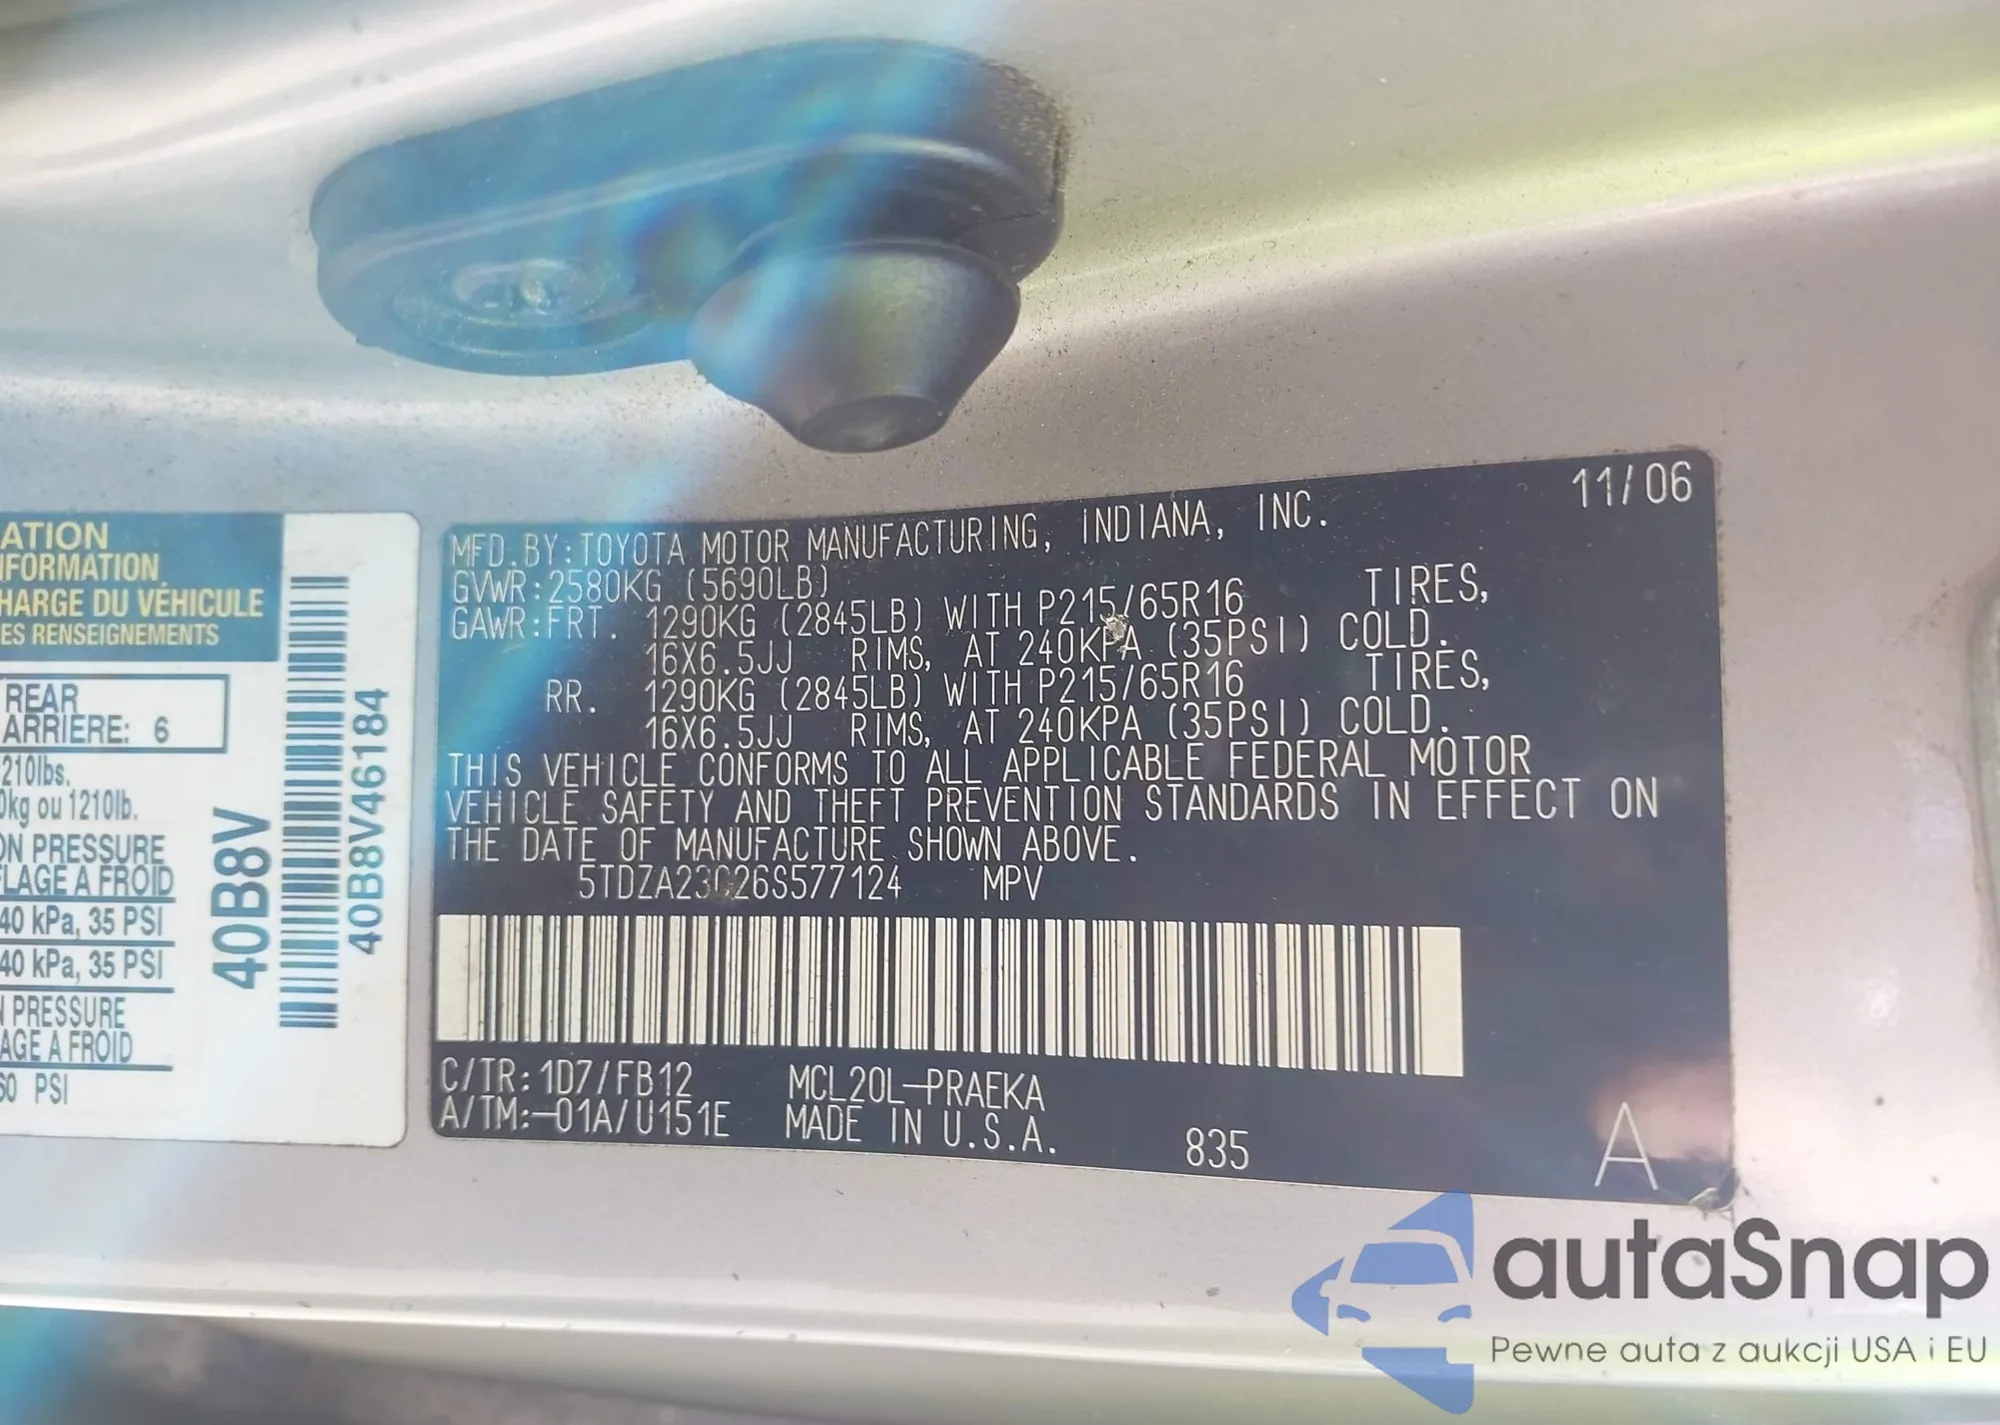 ATION
NFORMATION
HARGE DU VÉHICULE
ES RENSEIGNEMENTS
REAR
ARRIÈRE: 6
210lbs.
0kg ou 1210lb.
ON PRESSURE
FLAGE A FROID
40 kPa, 35 PSI
40 kPa, 35 PSI
N PRESSURE
AGE A FROID
60 PSI
40B8V
40B8V46184
11/06
MFD.BY:TOYOTA MOTOR MANUFACTURING, INDIANA, INC.
GVWR:2580KG (5690LB)
GAWR:FRT. 1290KG (2845LB) WITH P215/65R16 TIRES,
16X6.5JJ RIMS, AT 240KPA (35PSI) COLD.
RR. 1290KG (2845LB) WITH P215/65R16 TIRES,
16X6.5JJ RIMS, AT 240KPA (35PSI) COLD.
THIS VEHICLE CONFORMS TO ALL APPLICABLE FEDERAL MOTOR
VEHICLE SAFETY AND THEFT PREVENTION STANDARDS IN EFFECT ON
THE DATE OF MANUFACTURE SHOWN ABOVE.
5TDZA23C26S577124 MPV
C/TR:1D7/FB12 MCL20L-PRAEKA
A/TM:-01A/U151E MADE IN U.S.A.
835
A
autaSnap
Pewne auta z aukcji USA i EU